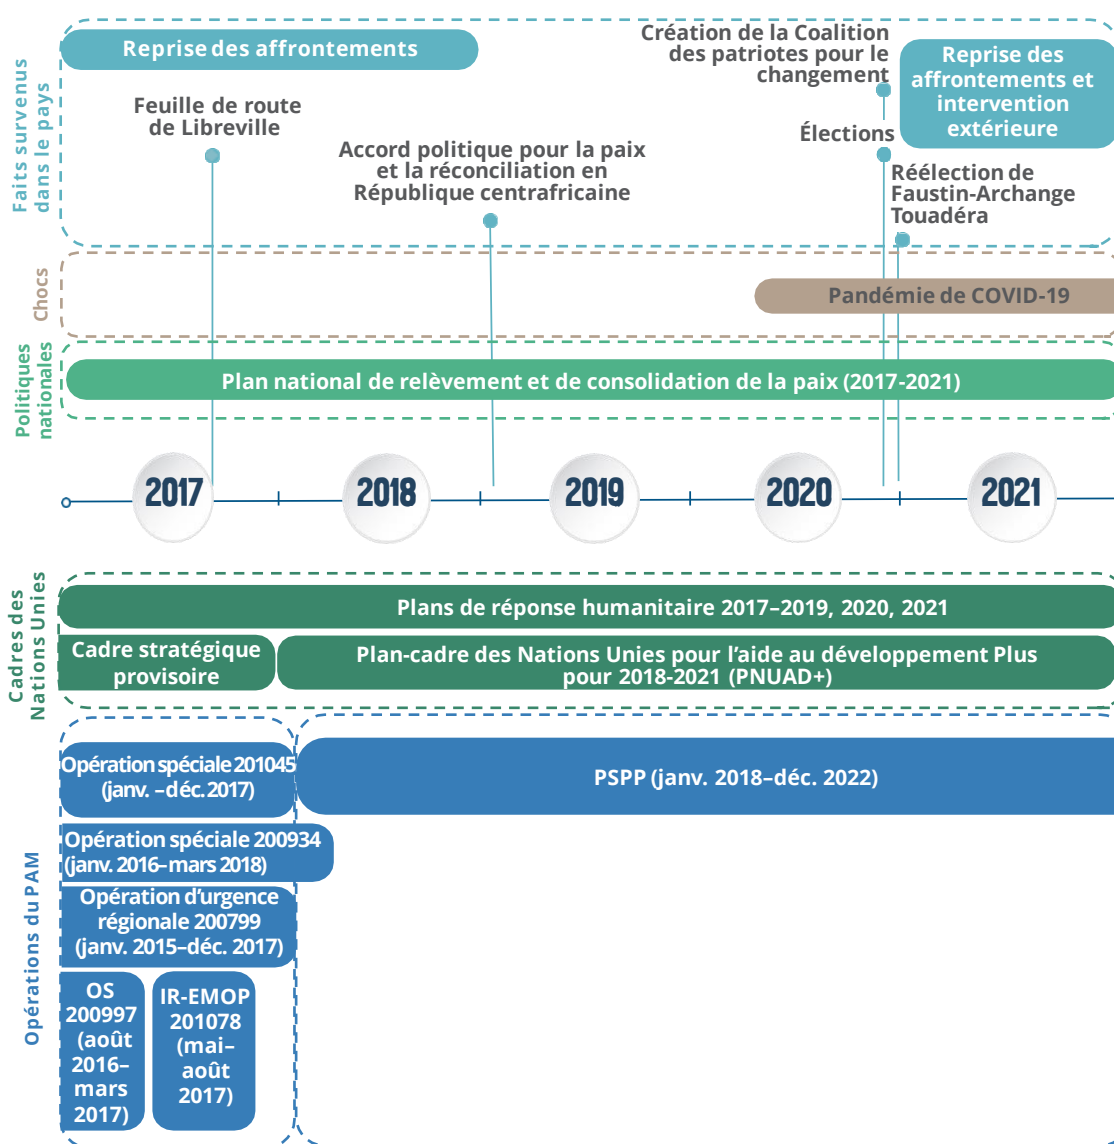 Faits survenus
dans le pays
Reprise des affrontements
Feuille de route
de Libreville
Accord politique pour la paix
et la réconciliation en
République centrafricaine
Création de la Coalition
des patriotes pour le
changement
Élections
Reprise des
affrontements et
intervention
extérieure
Réélection de
Faustin-Archange
Touadéra
Chocs
Pandémie de COVID-19
Politiques
nationales
Plan national de relèvement et de consolidation de la paix (2017-2021)
2017
2018
2019
2020
2021
Cadres des
Nations Unies
Plans de réponse humanitaire 2017–2019, 2020, 2021
Cadre stratégique
provisoire
Plan-cadre des Nations Unies pour l'aide au développement Plus
pour 2018-2021 (PNUAD+)
Opérations du PAM
Opération spéciale 201045
(janv. –déc. 2017)
PSPP (janv. 2018–déc. 2022)
Opération spéciale 200934
(janv. 2016–mars 2018)
Opération d'urgence
régionale 200799
(janv. 2015–déc. 2017)
OS
200997
(août
2016–
mars
2017)
IR-EMOP
201078
(mai–
août
2017)